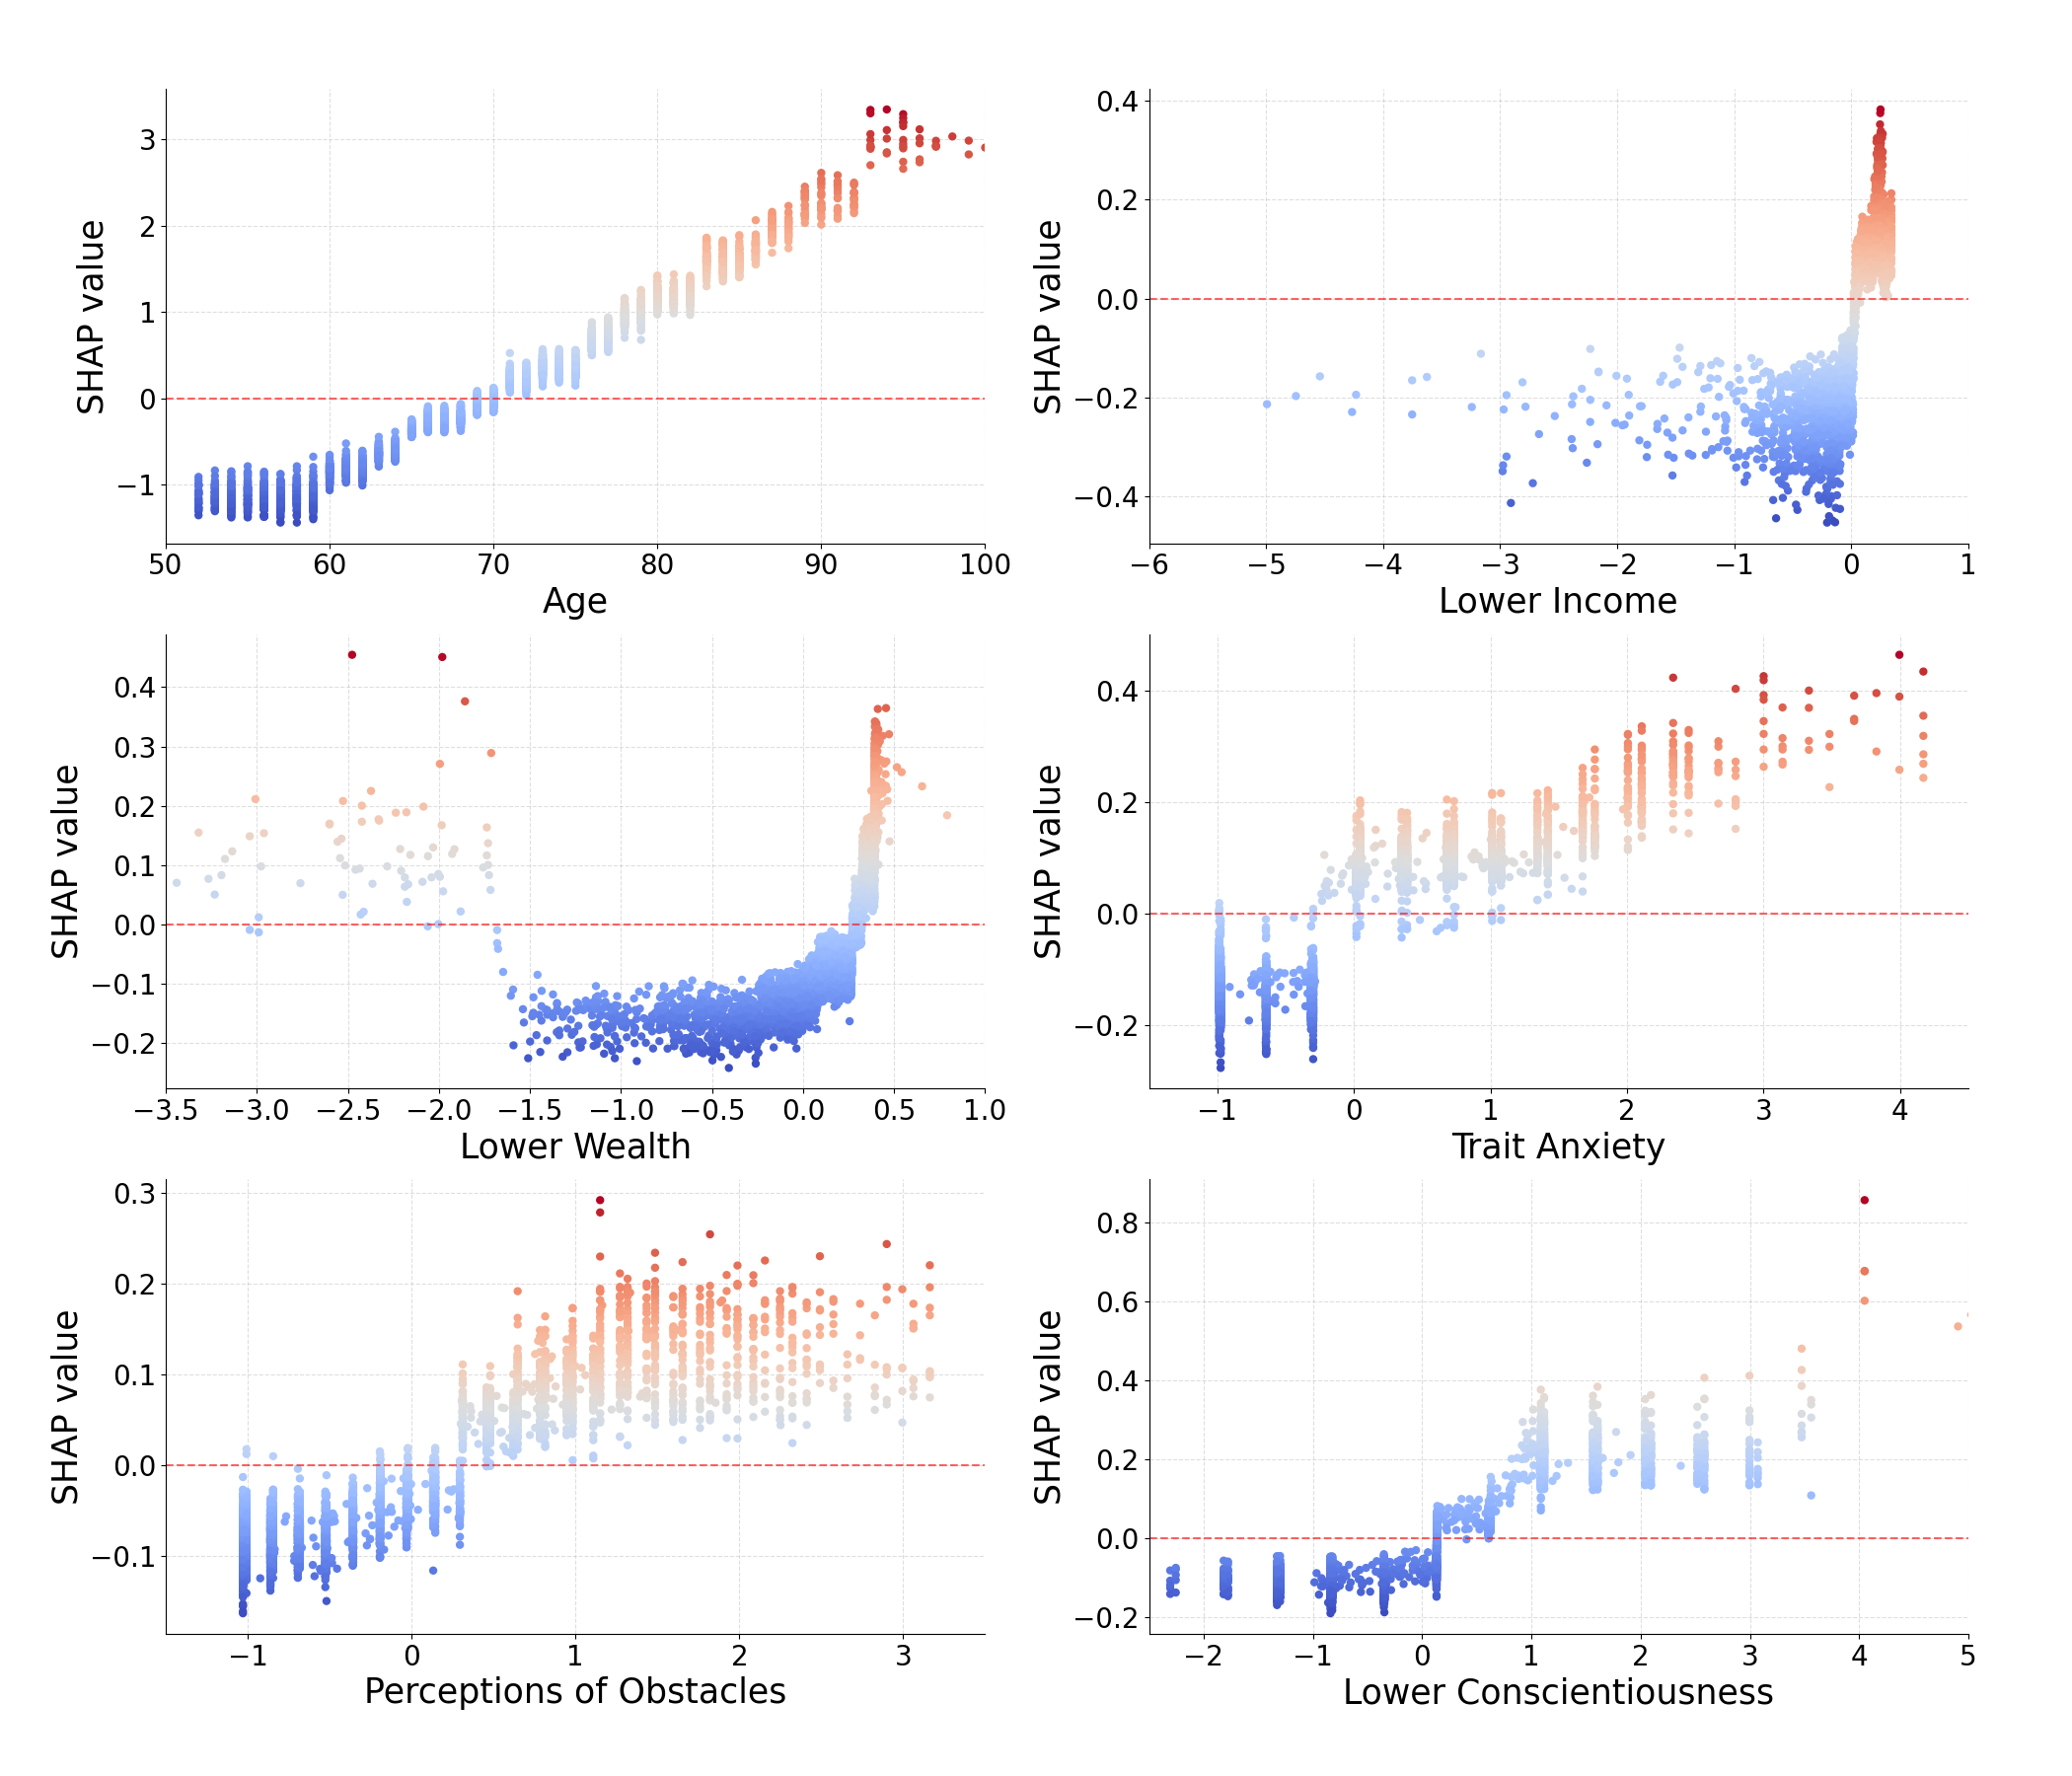 SHAP value
3
2
1
0
−1
50 60 70 80 90 100
Age
SHAP value
0.4
0.2
0.0
−0.2
−0.4
−6 −5 −4 −3 −2 −1 0 1
Lower Income
SHAP value
0.4
0.3
0.2
0.1
0.0
−0.1
−0.2
−3.5 −3.0 −2.5 −2.0 −1.5 −1.0 −0.5 0.0 0.5 1.0
Lower Wealth
SHAP value
0.4
0.2
0.0
−0.2
−1 0 1 2 3 4
Trait Anxiety
SHAP value
0.3
0.2
0.1
0.0
−0.1
−1 0 1 2 3
Perceptions of Obstacles
SHAP value
0.8
0.6
0.4
0.2
0.0
−0.2
−2 −1 0 1 2 3 4 5
Lower Conscientiousness